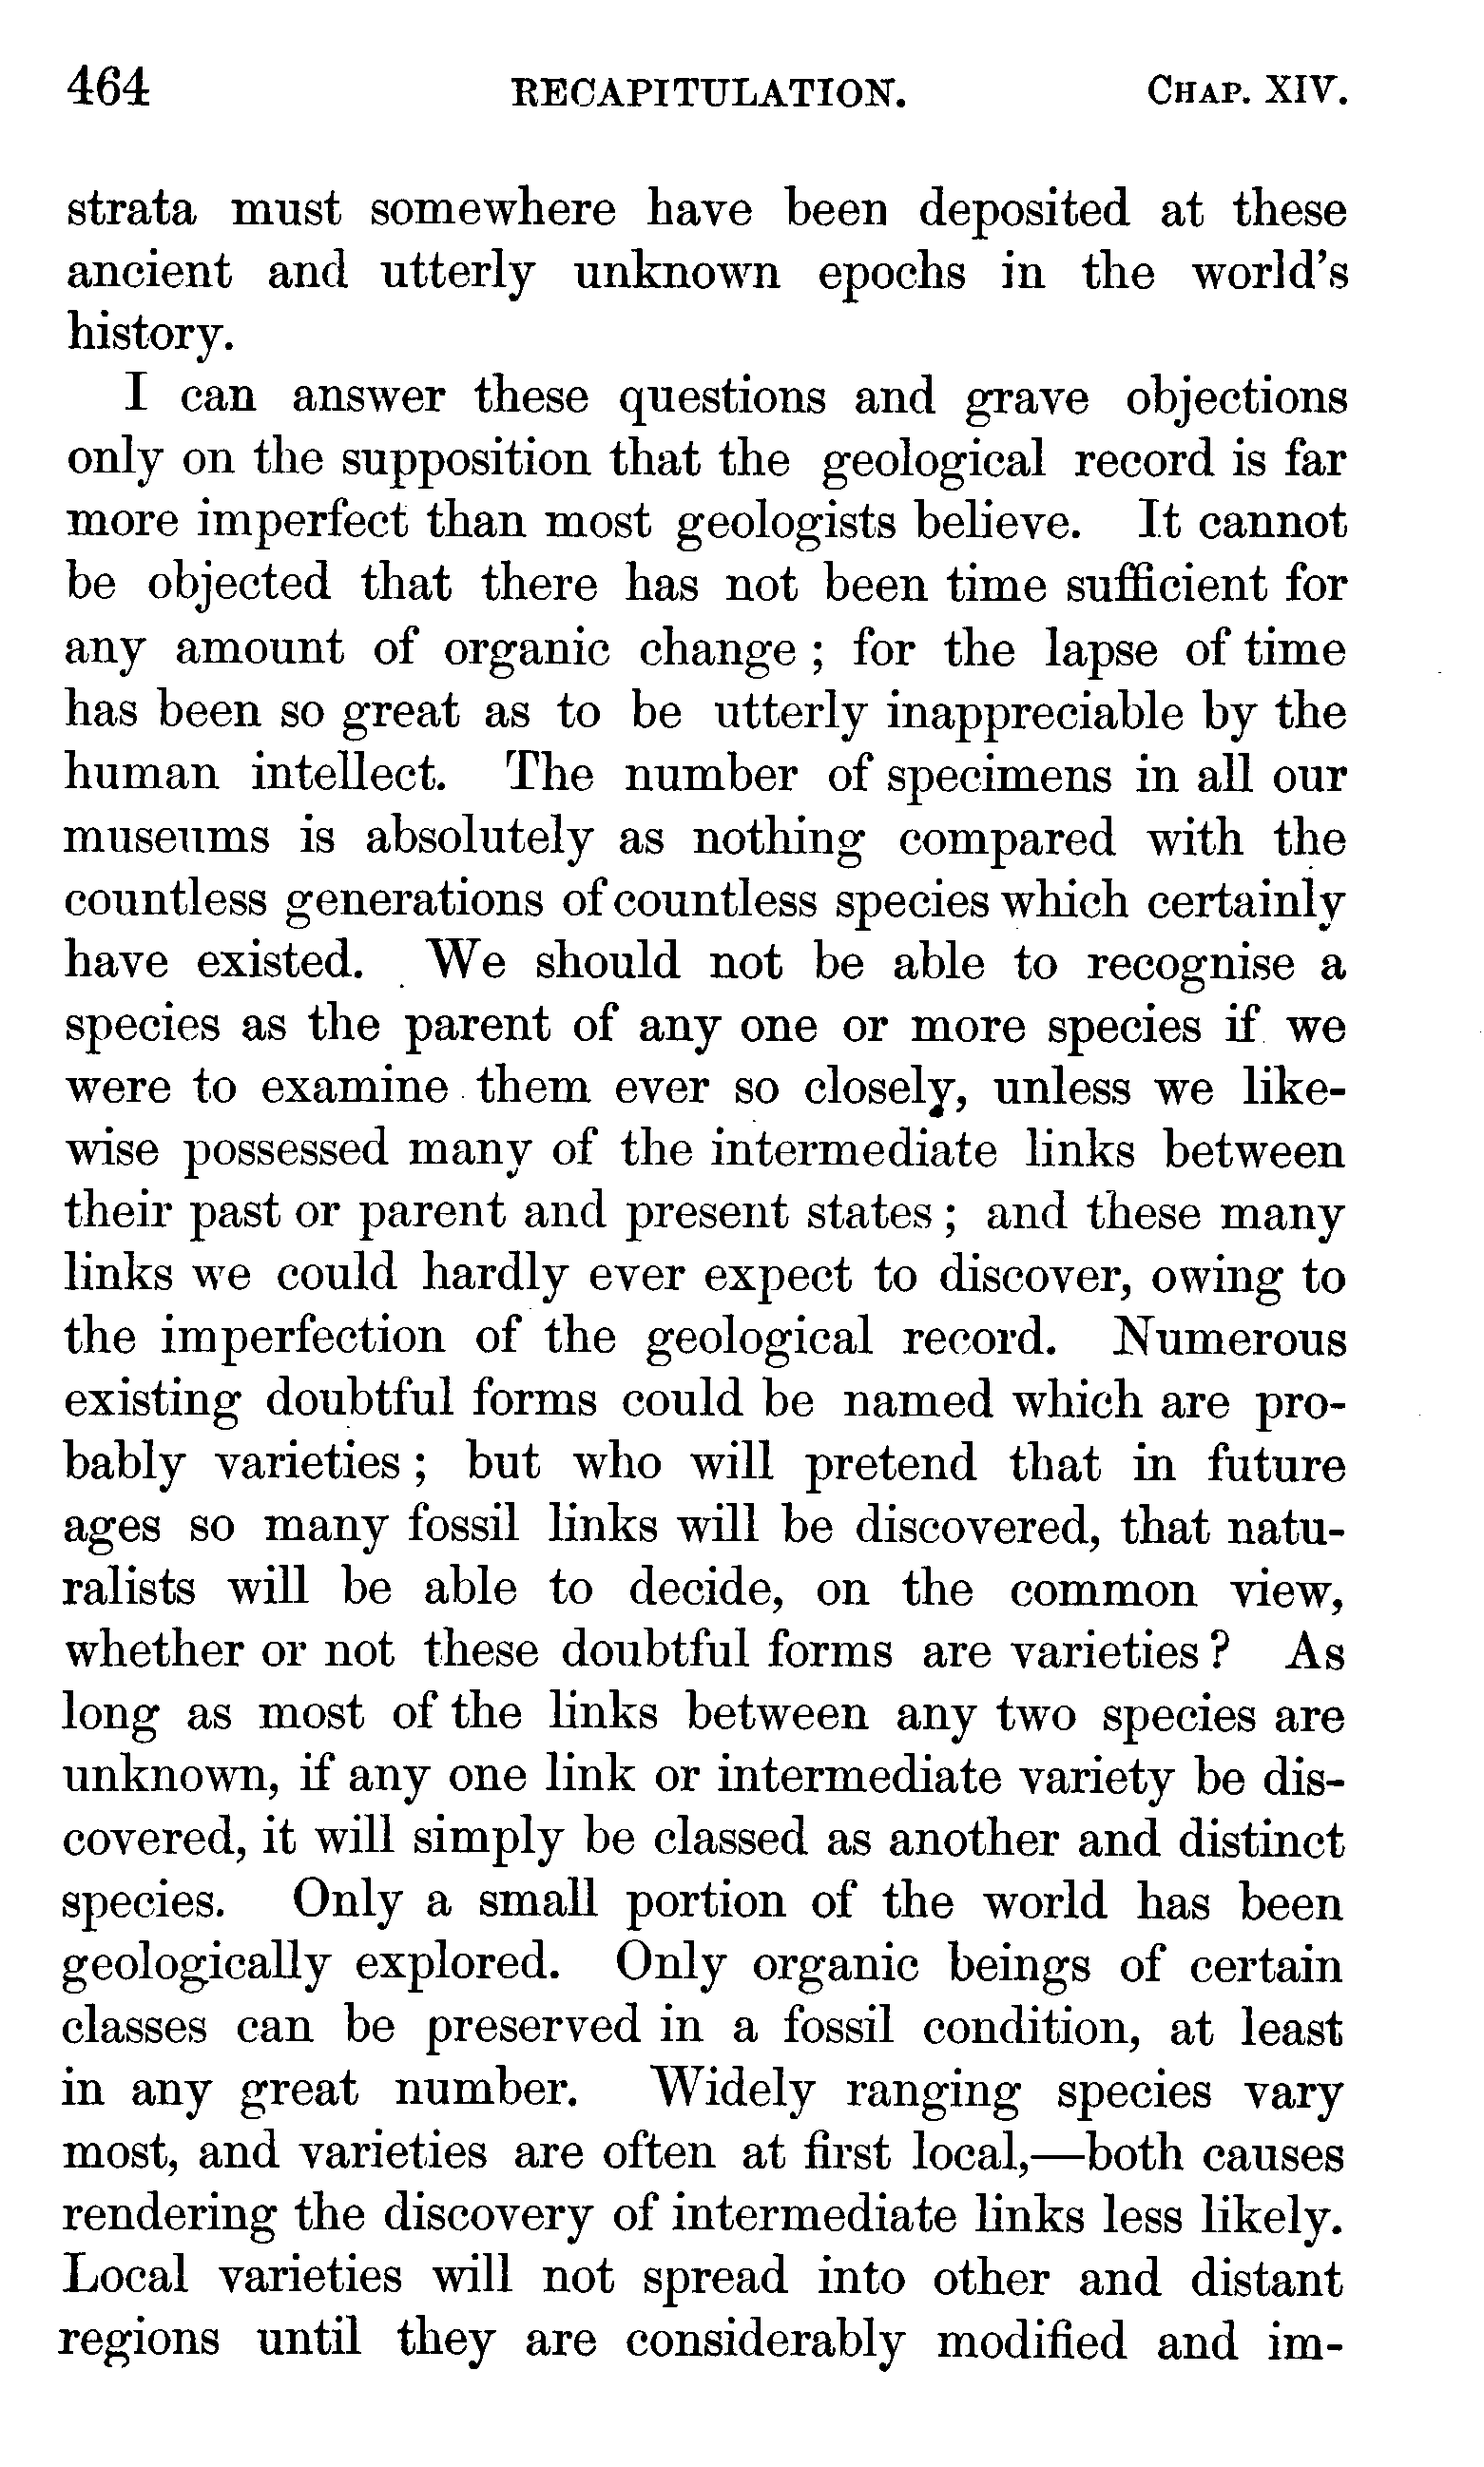 464 RECAPITULATION. CHAP. XIV.
strata must somewhere have been deposited at these
ancient and utterly unknown epochs in the world's
history.
I can answer these questions and grave objections
only on the supposition that the geological record is far
more imperfect than most geologists believe. It cannot
be objected that there has not been time sufficient for
any amount of organic change; for the lapse of time
has been so great as to be utterly inappreciable by the
human intellect. The number of specimens in all our
museums is absolutely as nothing compared with the
countless generations of countless species which certainly
have existed. We should not be able to recognise a
species as the parent of any one or more species if we
were to examine them ever so closely, unless we like-
wise possessed many of the intermediate links between
their past or parent and present states; and these many
links we could hardly ever expect to discover, owing to
the imperfection of the geological record. Numerous
existing doubtful forms could be named which are pro-
bably varieties; but who will pretend that in future
ages so many fossil links will be discovered, that natu-
ralists will be able to decide, on the common view,
whether or not these doubtful forms are varieties? As
long as most of the links between any two species are
unknown, if any one link or intermediate variety be dis-
covered, it will simply be classed as another and distinct
species. Only a small portion of the world has been
geologically explored. Only organic beings of certain
classes can be preserved in a fossil condition, at least
in any great number. Widely ranging species vary
most, and varieties are often at first local,—both causes
rendering the discovery of intermediate links less likely.
Local varieties will not spread into other and distant
regions until they are considerably modified and im-